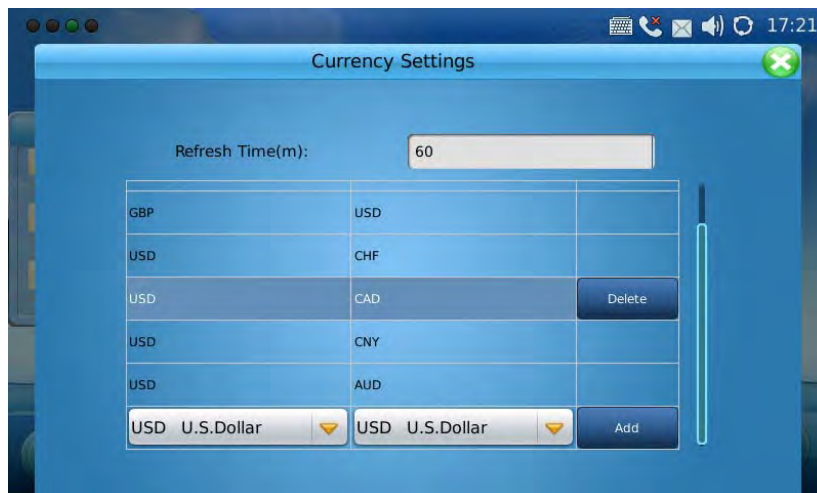 17:21
Currency Settings
Refresh Time(m): 60
GBP USD
USD CHF
USD CAD Delete
USD CNY
USD AUD
USD U.S.Dollar USD U.S.Dollar Add